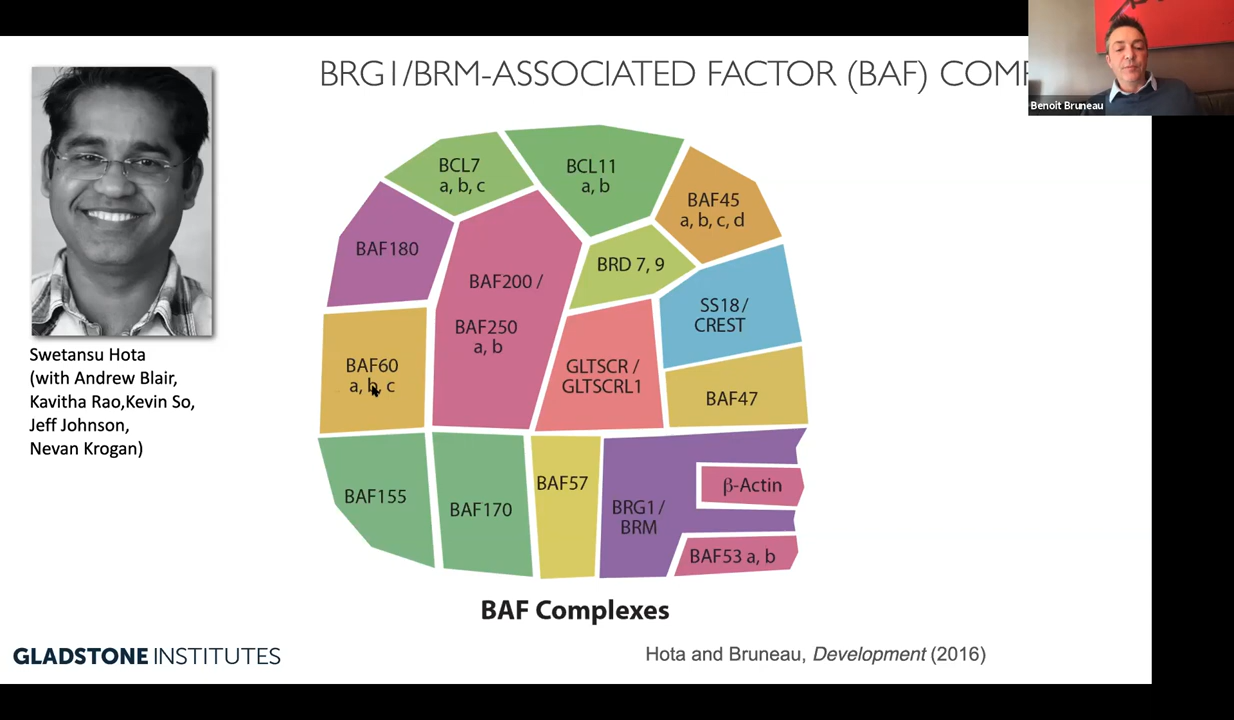 BRG1/BRM-ASSOCIATED FACTOR (BAF) COMP
Benoit Bruneau
BCL7
a, b, c
BCL11
a, b
BAF45
a, b, c, d
BAF180
BAF200 /
BAF250
a, b
BRD 7, 9
SS18 /
CREST
BAF60
a, b, c
GLTSCR /
GLTSCRL1
BAF47
BAF155
BAF170
BAF57
BRG1 /
BRM
β-Actin
BAF53 a, b
BAF Complexes
Swetansu Hota
(with Andrew Blair,
Kavitha Rao,Kevin So,
Jeff Johnson,
Nevan Krogan)
GLADSTONE INSTITUTES
Hota and Bruneau, Development (2016)